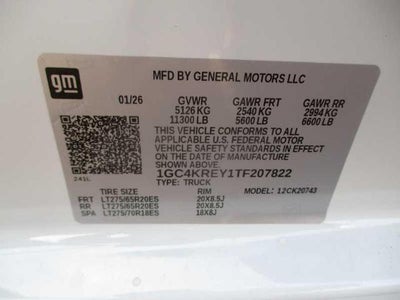 gm
MFD BY GENERAL MOTORS LLC
01/26 GVWR GAWR FRT GAWR RR
5126 KG 2540 KG 2994 KG
11300 LB 5600 LB 6600 LB
THIS VEHICLE CONFORMS TO ALL
APPLICABLE U.S. FEDERAL MOTOR
VEHICLE SAFETY STANDARDS IN
EFFECT ON THE DATE OF MANUFACTURE
SHOWN ABOVE.
1GC4KREY1TF207822
TYPE: TRUCK MODEL: 12CK20743
TIRE SIZE RIM
FRT LT275/65R20ES 20X8.5J
RR LT275/65R20ES 20X8.5J
SPA LT275/70R18ES 18X8J